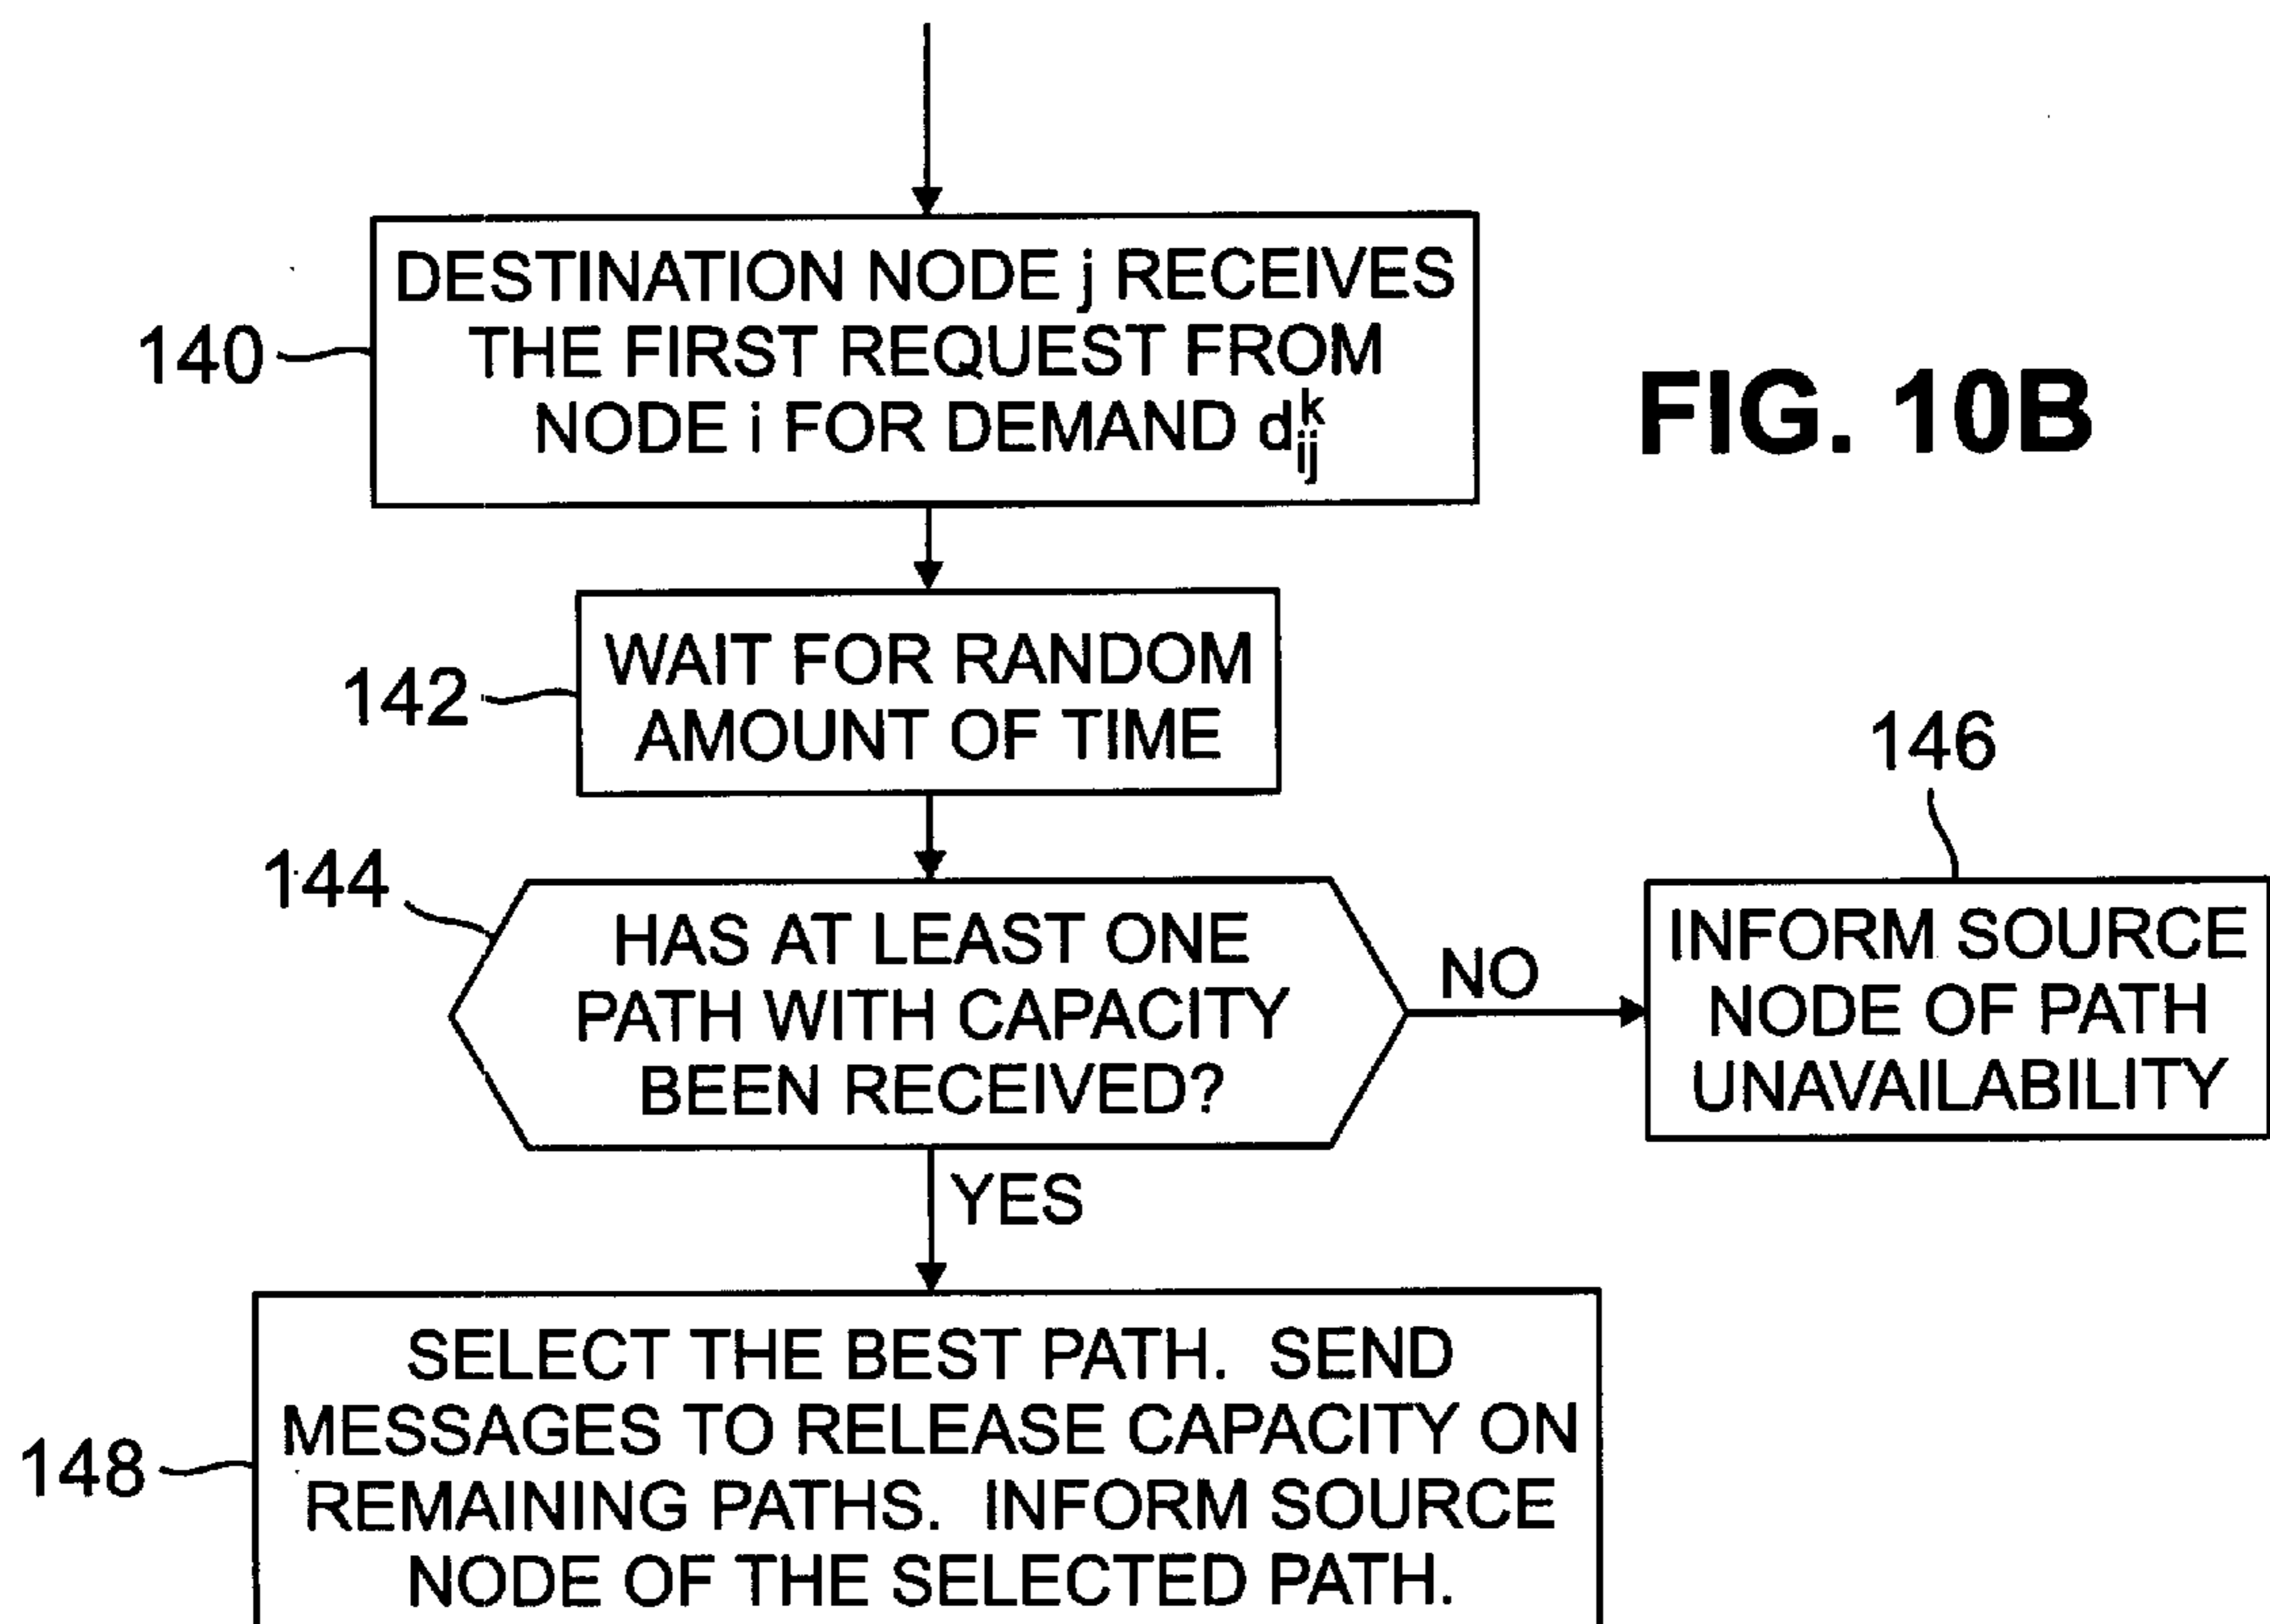 DESTINATION NODE j RECEIVES
THE FIRST REQUEST FROM
NODE i FOR DEMAND d^k_ij
140
FIG. 10B
WAIT FOR RANDOM
AMOUNT OF TIME
142
146
144
HAS AT LEAST ONE
PATH WITH CAPACITY
BEEN RECEIVED?
NO
INFORM SOURCE
NODE OF PATH
UNAVAILABILITY
YES
SELECT THE BEST PATH. SEND
MESSAGES TO RELEASE CAPACITY ON
REMAINING PATHS. INFORM SOURCE
NODE OF THE SELECTED PATH.
148